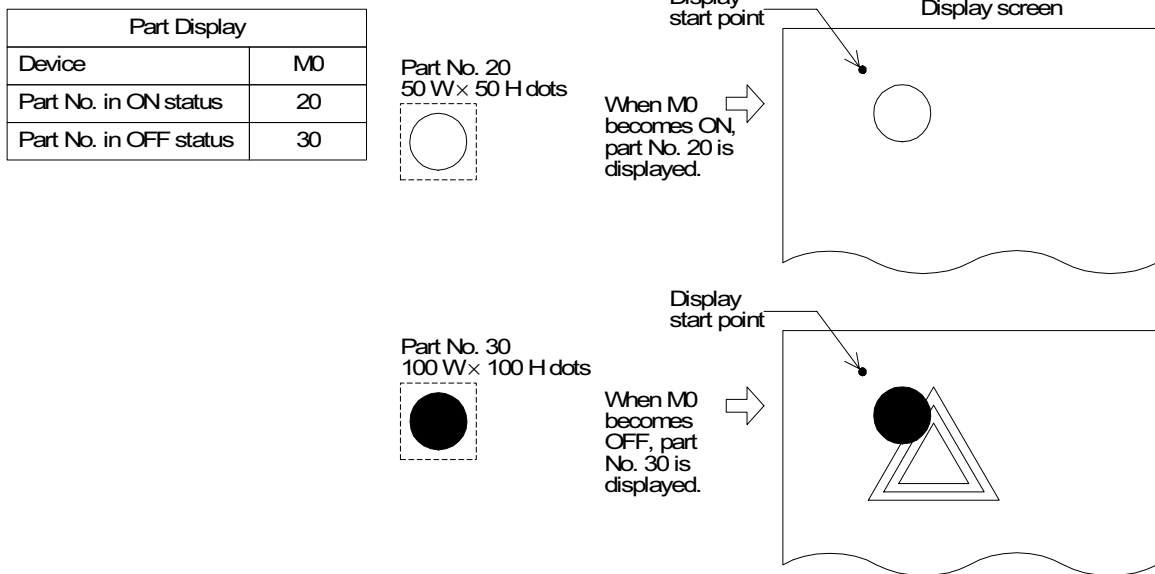 Part Display
Device M0
Part No. in ON status 20
Part No. in OFF status 30
Part No. 20
50 W× 50 H dots
When M0
becomes ON,
part No. 20 is
displayed.
Display
start point
Display screen
Part No. 30
100 W× 100 H dots
When M0
becomes
OFF, part
No. 30 is
displayed.
Display
start point